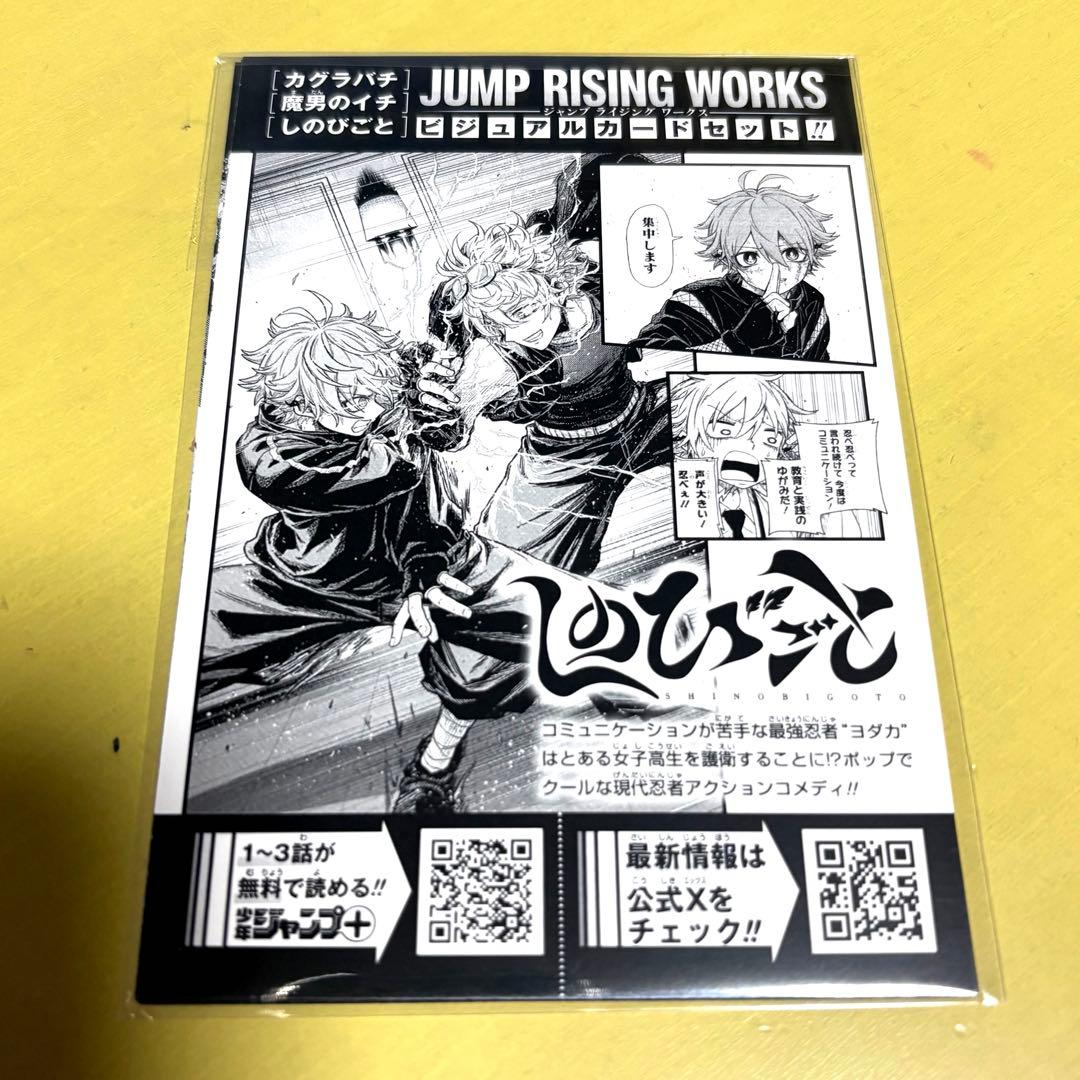 [カグラバチ]
[魔男のイチ]
[しのびごと]
JUMP RISING WORKS
ジャンプ ライジング ワークス
ビジュアルカードセット!!
集中します
忍べ忍べって
言われ続けて今度は
コミュニケーション!
教育と実践の
ゆがみだ!
声が大きい!
忍べぇ!!
しのびごと
SHINOBIGOTO
コミュニケーションが苦手な最強忍者“ヨダカ”
はとある女子高生を護衛することに!?ポップで
クールな現代忍者アクションコメディ!!
1~3話が
無料で読める!!
少年ジャンプ+
最新情報は
公式Xを
チェック!!